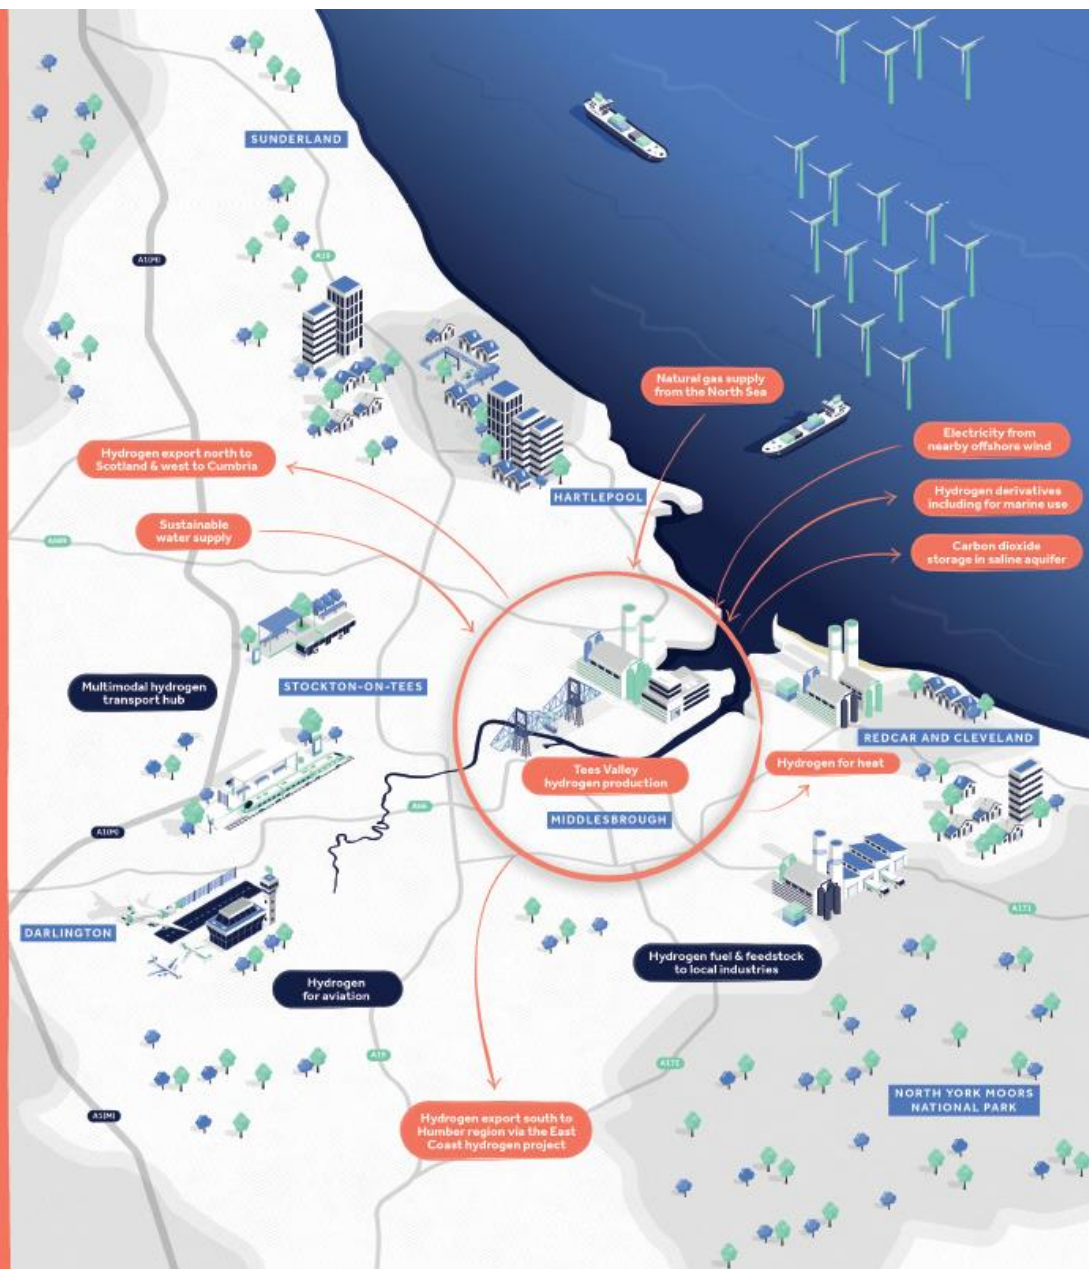 SUNDERLAND
A1(M)
A19
Natural gas supply
from the North Sea
Electricity from
nearby offshore wind
Hydrogen export north to
Scotland & west to Cumbria
HARTLEPOOL
Hydrogen derivatives
including for marine use
Sustainable
water supply
A689
Carbon dioxide
storage in saline aquifer
Multimodal hydrogen
transport hub
STOCKTON-ON-TEES
REDCAR AND CLEVELAND
Tees Valley
hydrogen production
Hydrogen for heat
A66
MIDDLESBROUGH
A1(M)
A171
DARLINGTON
Hydrogen
for aviation
Hydrogen fuel & feedstock
to local industries
A19
A172
NORTH YORK MOORS
NATIONAL PARK
A1(M)
Hydrogen export south to
Humber region via the East
Coast hydrogen project